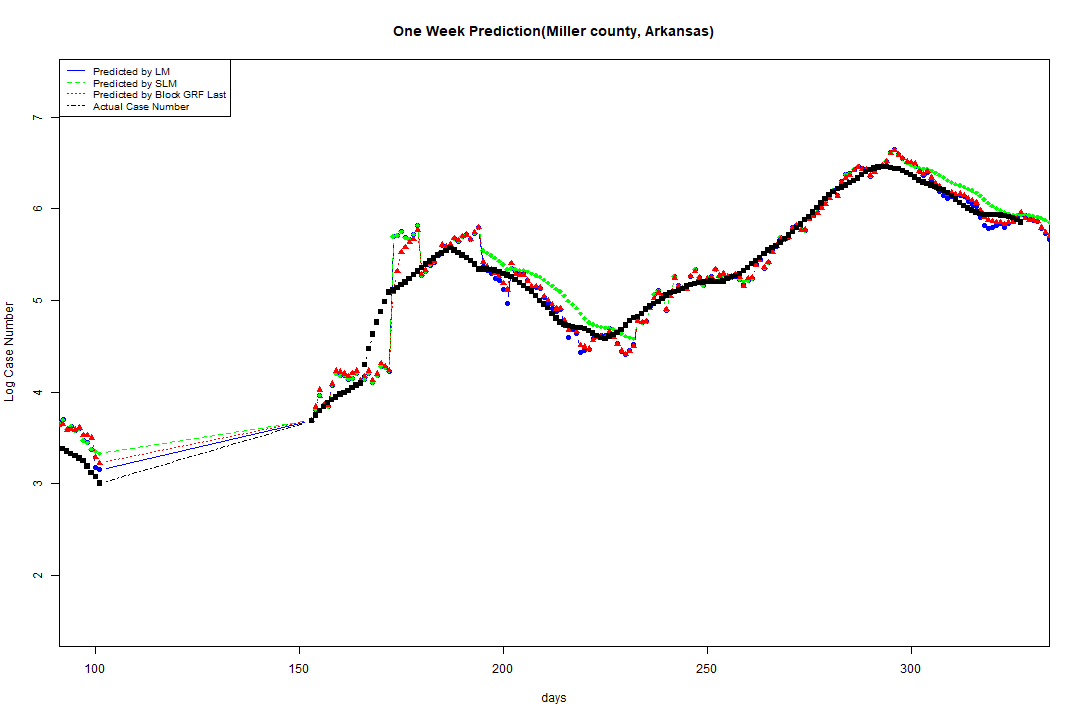 One Week Prediction(Miller county, Arkansas)
Predicted by LM
Predicted by SLM
Predicted by Block GRF Last
Actual Case Number
7
6
5
4
3
2
Log Case Number
100 150 200 250 300
days